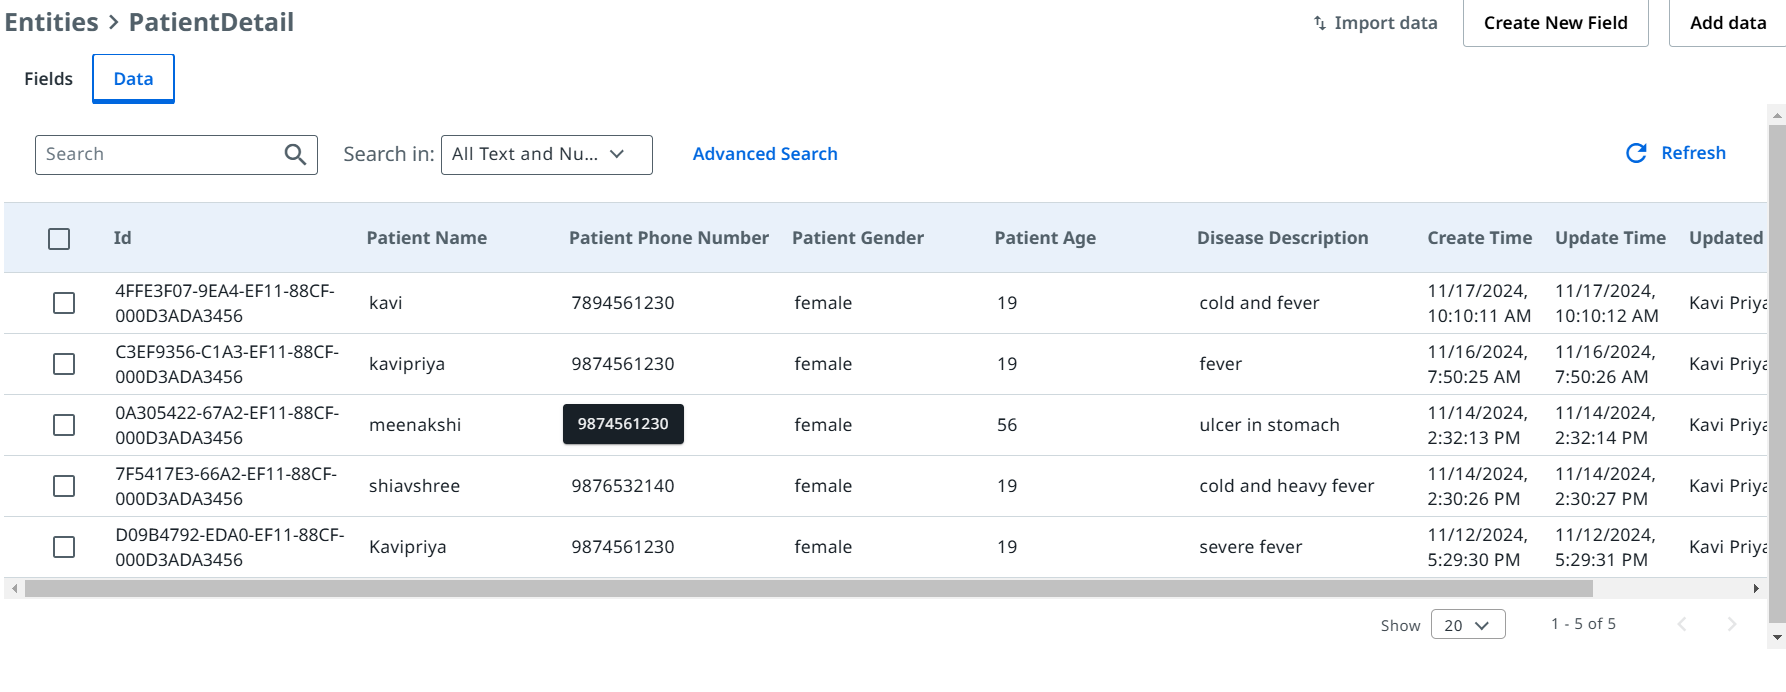 Entities > PatientDetail
Import data
Create New Field
Add data
Fields
Data
Search
Search in:
All Text and Nu...
Advanced Search
Refresh
Id
Patient Name
Patient Phone Number
Patient Gender
Patient Age
Disease Description
Create Time
Update Time
Updated
4FFE3F07-9EA4-EF11-88CF-
000D3ADA3456
kavi
7894561230
female
19
cold and fever
11/17/2024,
10:10:11 AM
11/17/2024,
10:10:12 AM
Kavi Priya
C3EF9356-C1A3-EF11-88CF-
000D3ADA3456
kavipriya
9874561230
female
19
fever
11/16/2024,
7:50:25 AM
11/16/2024,
7:50:26 AM
Kavi Priya
0A305422-67A2-EF11-88CF-
000D3ADA3456
meenakshi
9874561230
female
56
ulcer in stomach
11/14/2024,
2:32:13 PM
11/14/2024,
2:32:14 PM
Kavi Priya
7F5417E3-66A2-EF11-88CF-
000D3ADA3456
shiavshree
9876532140
female
19
cold and heavy fever
11/14/2024,
2:30:26 PM
11/14/2024,
2:30:27 PM
Kavi Priya
D09B4792-EDA0-EF11-88CF-
000D3ADA3456
Kavipriya
9874561230
female
19
severe fever
11/12/2024,
5:29:30 PM
11/12/2024,
5:29:31 PM
Kavi Priya
Show
20
1 - 5 of 5